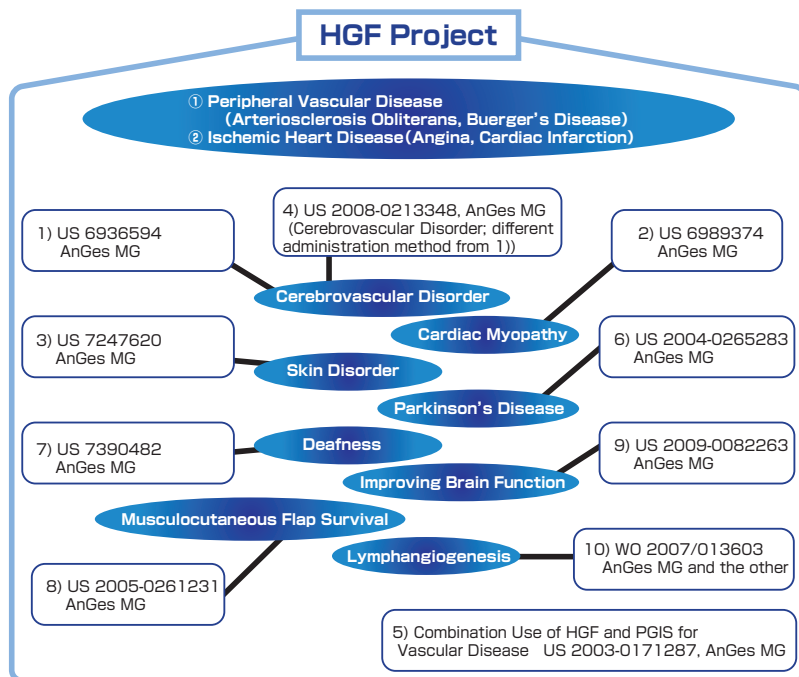 HGF Project
① Peripheral Vascular Disease
(Arteriosclerosis Obliterans, Buerger's Disease)
② Ischemic Heart Disease(Angina, Cardiac Infarction)
1) US 6936594
AnGes MG
4) US 2008-0213348, AnGes MG
(Cerebrovascular Disorder; different
administration method from 1))
2) US 6989374
AnGes MG
Cerebrovascular Disorder
Cardiac Myopathy
3) US 7247620
AnGes MG
Skin Disorder
6) US 2004-0265283
AnGes MG
Parkinson's Disease
7) US 7390482
AnGes MG
Deafness
9) US 2009-0082263
AnGes MG
Improving Brain Function
Musculocutaneous Flap Survival
Lymphangiogenesis
10) WO 2007/013603
AnGes MG and the other
8) US 2005-0261231
AnGes MG
5) Combination Use of HGF and PGIS for
Vascular Disease US 2003-0171287, AnGes MG